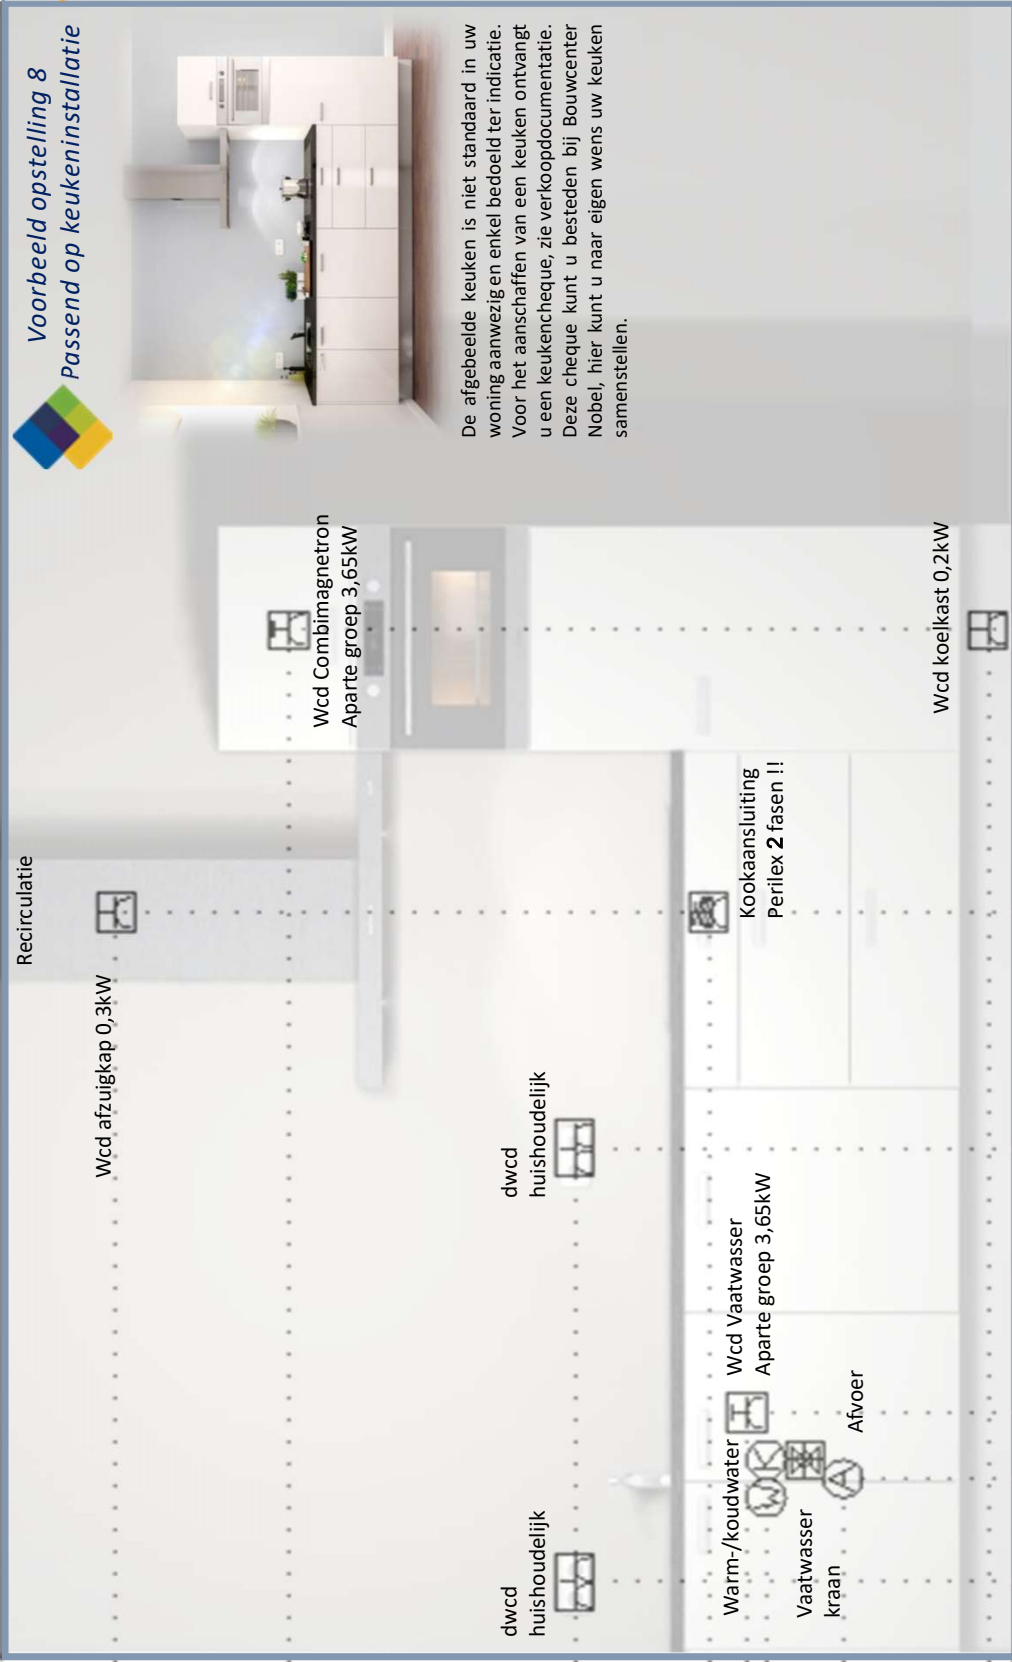 Voorbeeld opstelling 8
Passend op keukeninstallatie
De afgebeelde keuken is niet standaard in uw
woning aanwezig en enkel bedoeld ter indicatie.
Voor het aanschaffen van een keuken ontvangt
u een keukencheque, zie verkoopdocumentatie.
Deze cheque kunt u besteden bij Bouwcenter
Nobel, hier kunt u naar eigen wens uw keuken
samenstellen.
Recirculatie
Wcd afzuigkap 0,3kW
Wcd Combimagnetron
Aparte groep 3,65kW
dwcd
huishoudelijk
dwcd
huishoudelijk
Kookaansluiting
Perilex 2 fasen !!
Wcd Vaatwasser
Aparte groep 3,65kW
Warm-/koudwater
W
K
Vaatwasser
kraan
A
Afvoer
Wcd koelkast 0,2kW